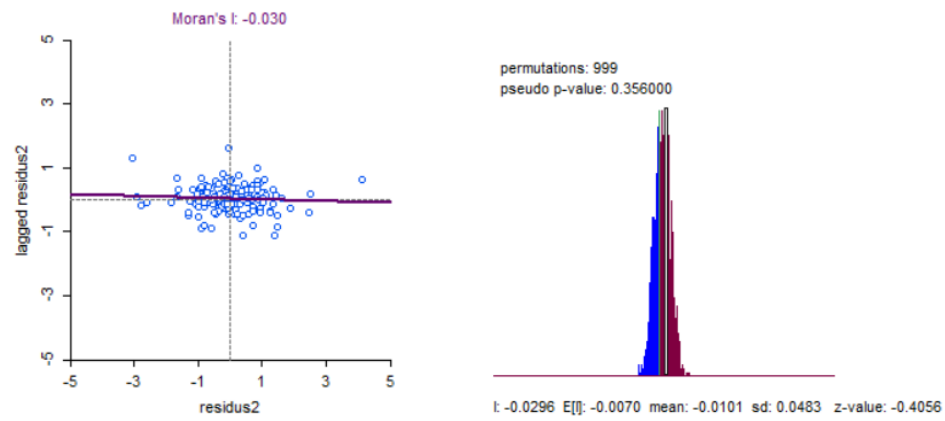 Moran's I: -0.030
5
3
1
-1
-3
-5
lagged residus2
-5
-3
-1
1
3
5
residus2
permutations: 999
pseudo p-value: 0.356000
I: -0.0296 E[I]: -0.0070 mean: -0.0101 sd: 0.0483 z-value: -0.4056